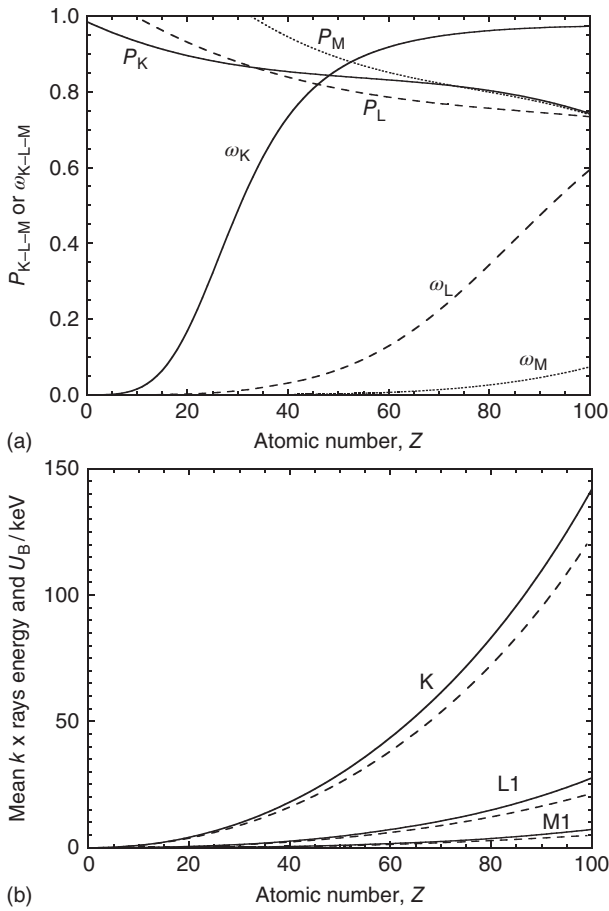 1.0
0.8
0.6
0.4
0.2
0.0
P_K–L–M or ω_K–L–M
P_K
P_M
P_L
ω_K
ω_L
ω_M
0 20 40 60 80 100
(a)
Atomic number, Z
150
100
50
0
Mean k x rays energy and U_B / keV
K
L1
M1
0 20 40 60 80 100
(b)
Atomic number, Z